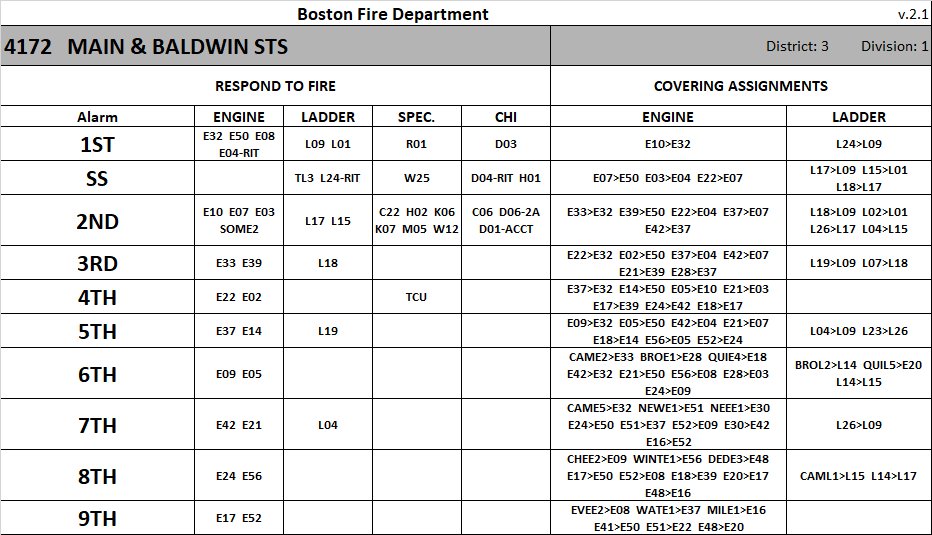 Boston Fire Department v.2.1
4172 MAIN & BALDWIN STS District: 3 Division: 1
RESPOND TO FIRE COVERING ASSIGNMENTS
Alarm ENGINE LADDER SPEC. CHI ENGINE LADDER
1ST E32 E50 E08 L09 L01 R01 D03 E10>E32 L24>L09
E04-RIT
SS TL3 L24-RIT W25 D04-RIT H01 E07>E50 E03>E04 E22>E07 L17>L09 L15>L01
L18>L17
2ND E10 E07 E03 L17 L15 C22 H02 K06 C06 D06-2A E33>E32 E39>E50 E22>E04 E37>E07 L18>L09 L02>L01
SOME2 K07 M05 W12 D01-ACCT E42>E37 L26>L17 L04>L15
3RD E33 E39 L18 E22>E32 E02>E50 E37>E04 E42>E07 L19>L09 L07>L18
E21>E39 E28>E37
4TH E22 E02 TCU E37>E32 E14>E50 E05>E10 E21>E03
E17>E39 E24>E42 E18>E17
5TH E37 E14 L19 E09>E32 E05>E50 E42>E04 E21>E07 L04>L09 L23>L26
E18>E14 E56>E05 E52>E24
6TH E09 E05 CAME2>E33 BROE1>E28 QUIE4>E18 BROL2>L14 QUIL5>E20
E42>E32 E21>E50 E56>E08 E28>E03 L14>L15
E24>E09
7TH E42 E21 L04 CAME5>E32 NEWE1>E51 NEEE1>E30 L26>L09
E24>E50 E51>E37 E52>E09 E30>E42
E16>E52
8TH E24 E56 CHEE2>E09 WINTE1>E56 DEDE3>E48 CAML1>L15 L14>L17
E17>E50 E52>E08 E18>E39 E20>E17
E48>E16
9TH E17 E52 EVEE2>E08 WATE1>E37 MILE1>E16
E41>E50 E51>E22 E48>E20